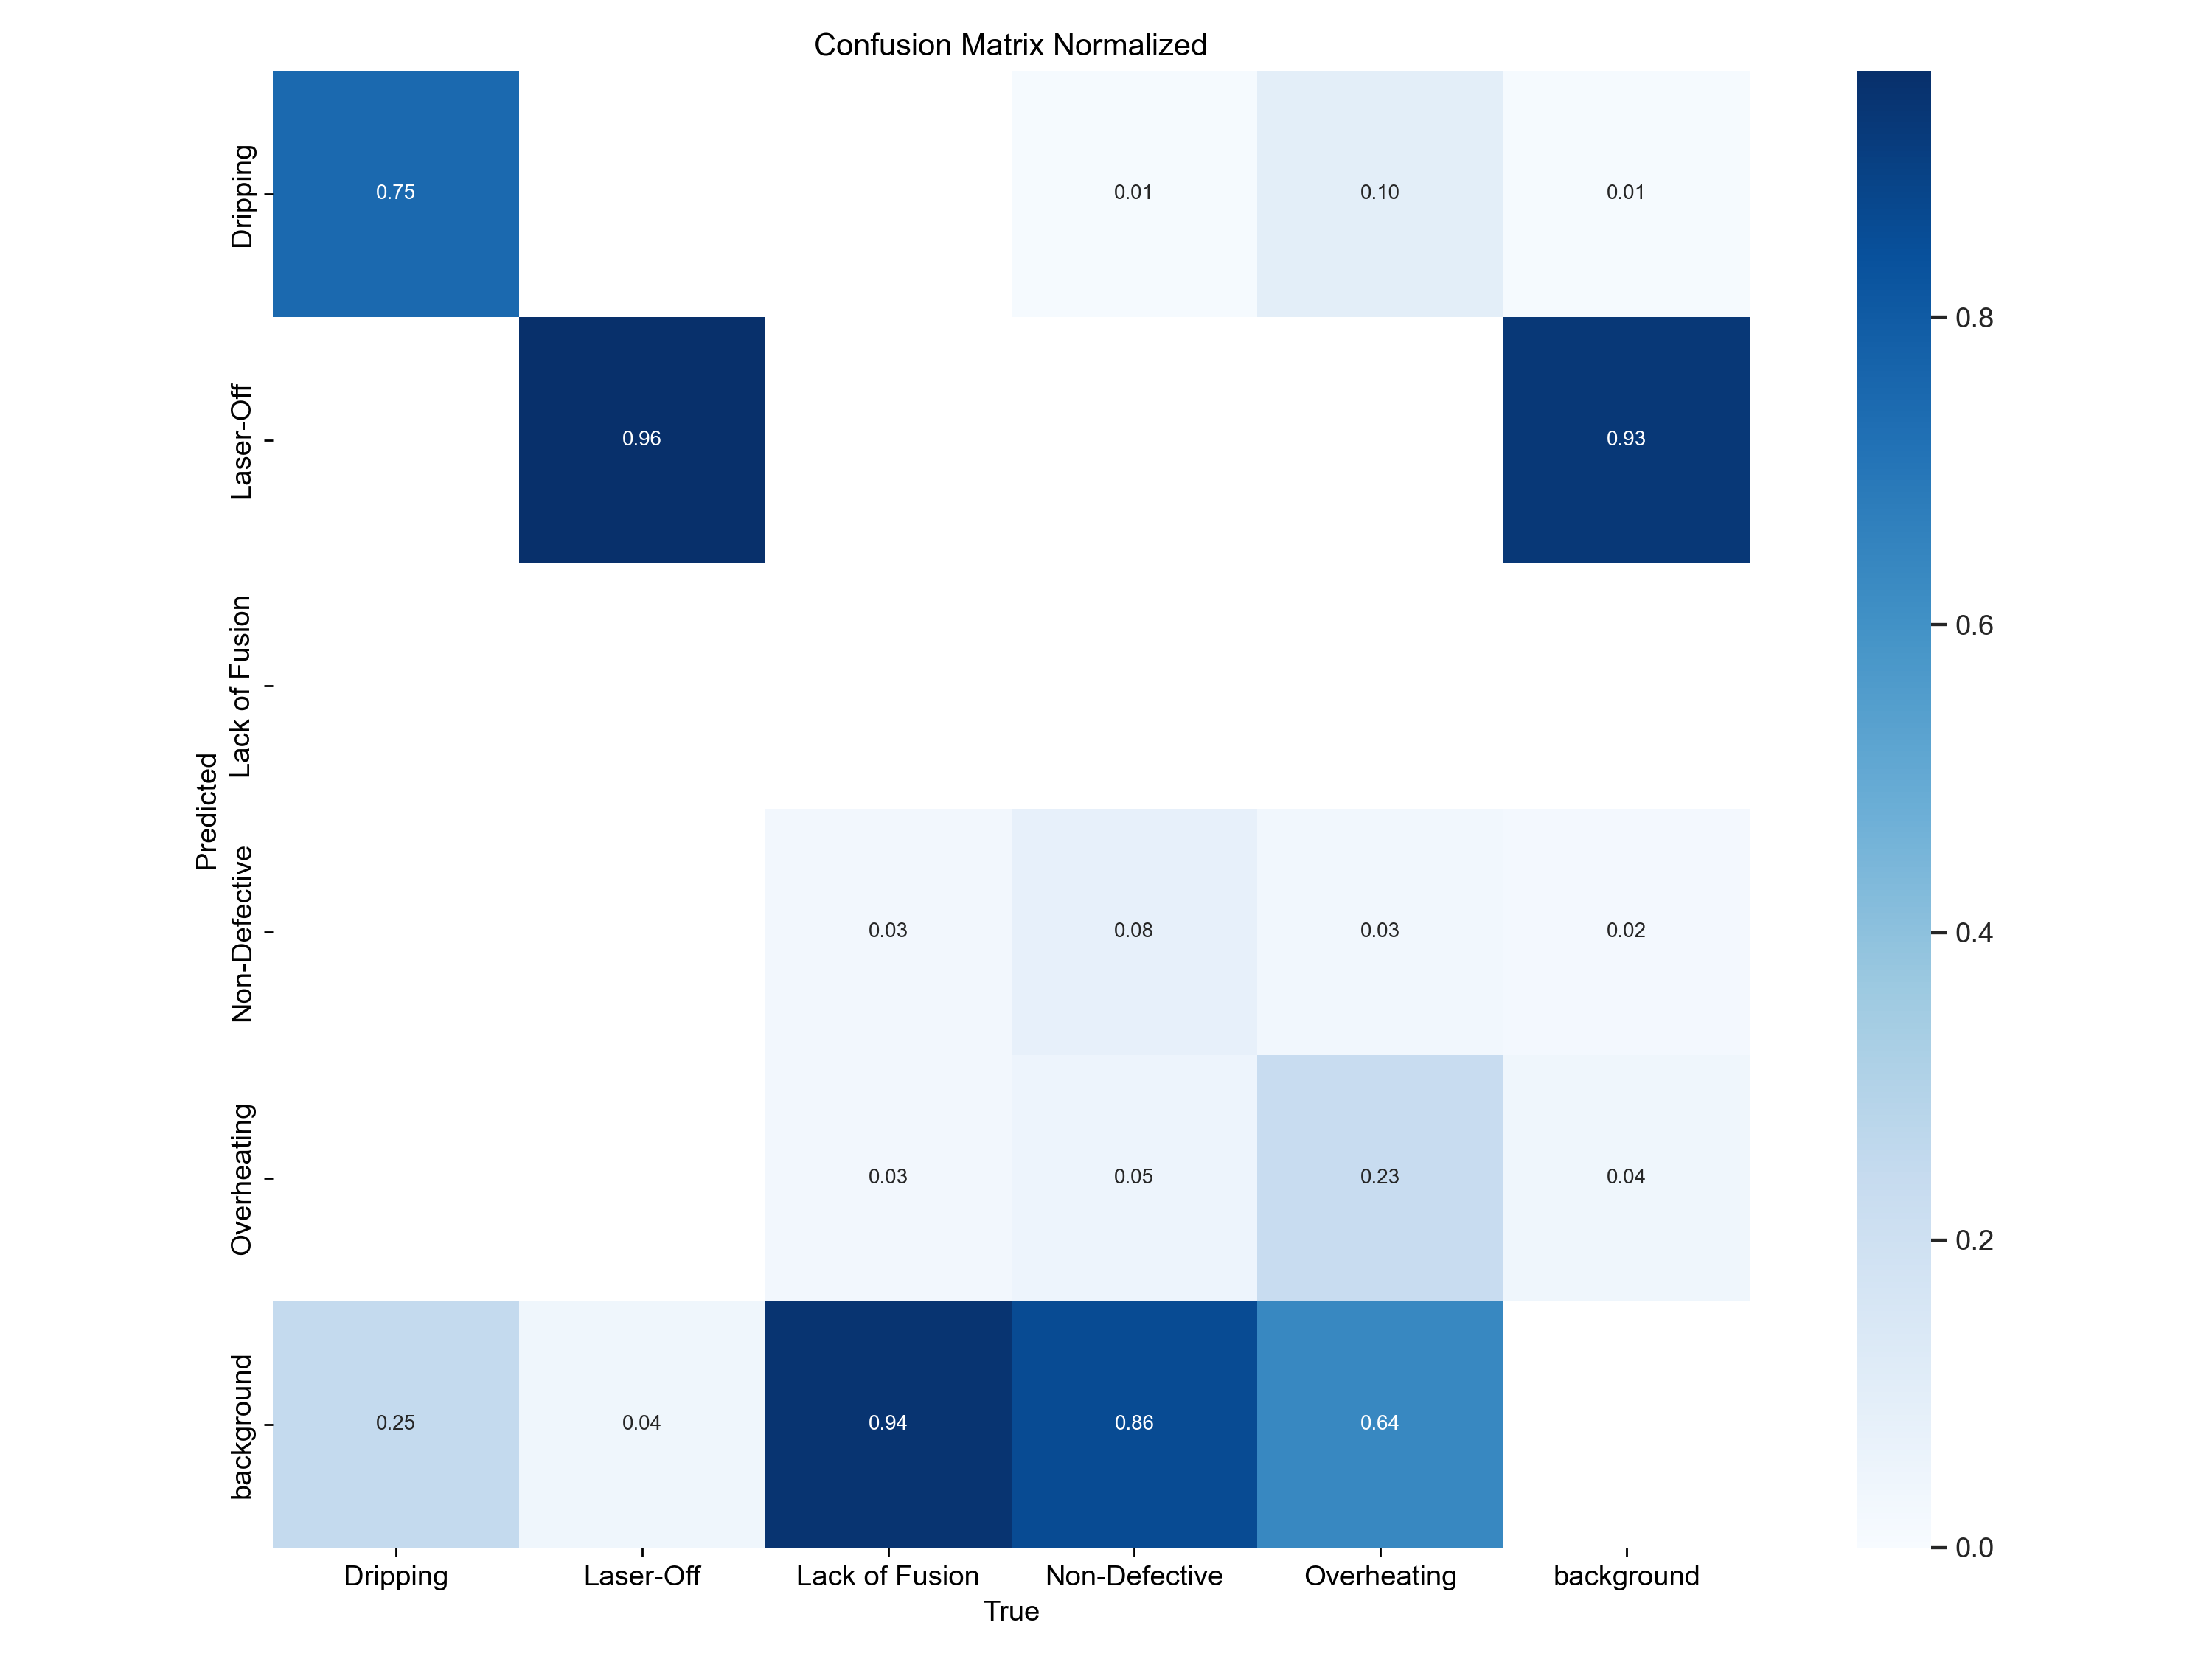 Confusion Matrix Normalized
Predicted
Dripping
0.75
0.01
0.10
0.01
Laser-Off
0.96
0.93
Lack of Fusion
Non-Defective
0.03
0.08
0.03
0.02
Overheating
0.03
0.05
0.23
0.04
background
0.25
0.04
0.94
0.86
0.64
Dripping
Laser-Off
Lack of Fusion
Non-Defective
Overheating
background
True
0.8
0.6
0.4
0.2
0.0